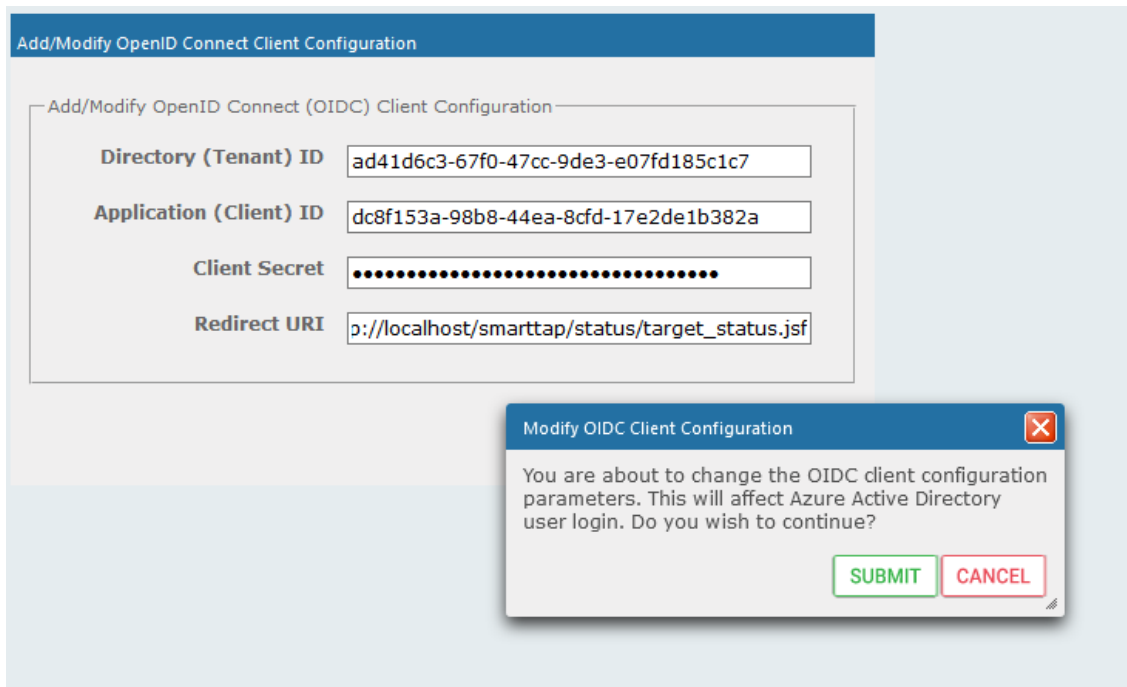 Add/Modify OpenID Connect Client Configuration
Add/Modify OpenID Connect (OIDC) Client Configuration
Directory (Tenant) ID ad41d6c3-67f0-47cc-9de3-e07fd185c1c7
Application (Client) ID dc8f153a-98b8-44ea-8cfd-17e2de1b382a
Client Secret ••••••••••••••••••••••••••••••••••
Redirect URI p://localhost/smarttap/status/target_status.jsf
Modify OIDC Client Configuration
You are about to change the OIDC client configuration
parameters. This will affect Azure Active Directory
user login. Do you wish to continue?
SUBMIT CANCEL